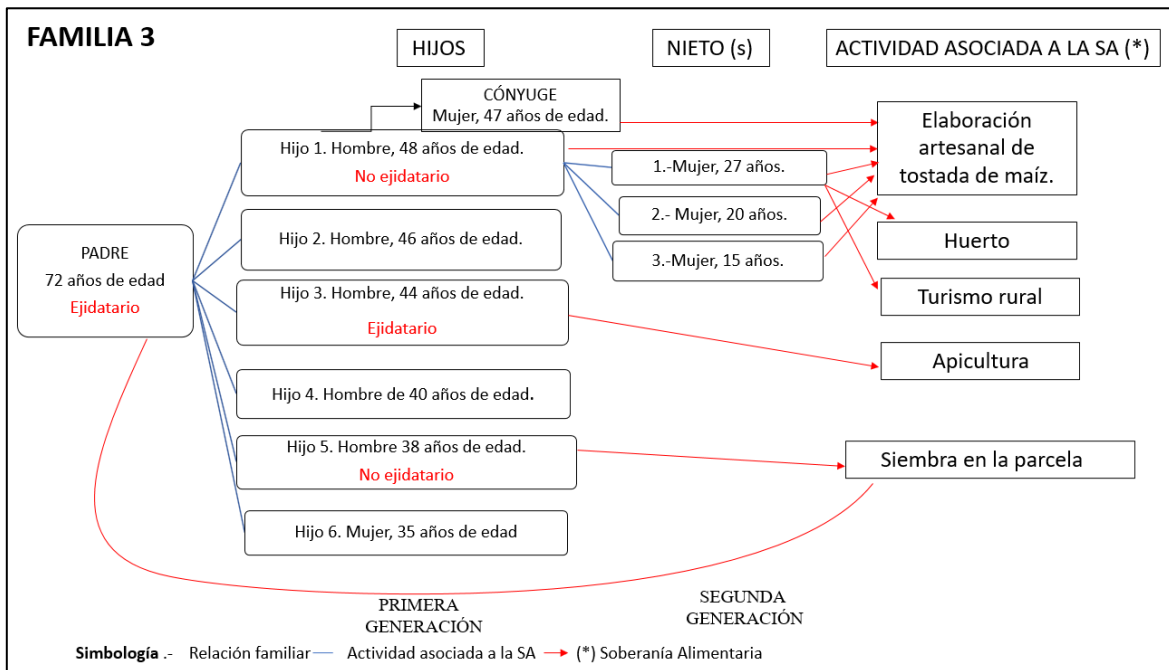 FAMILIA 3
HIJOS
NIETO (s)
ACTIVIDAD ASOCIADA A LA SA (*)
CÓNYUGE
Mujer, 47 años de edad.
Hijo 1. Hombre, 48 años de edad.
No ejidatario
1.-Mujer, 27 años.
2.- Mujer, 20 años.
3.-Mujer, 15 años.
Elaboración
artesanal de
tostada de maíz.
Hijo 2. Hombre, 46 años de edad.
Huerto
PADRE
72 años de edad
Ejidatario
Hijo 3. Hombre, 44 años de edad.
Ejidatario
Turismo rural
Apicultura
Hijo 4. Hombre de 40 años de edad.
Hijo 5. Hombre 38 años de edad.
No ejidatario
Siembra en la parcela
Hijo 6. Mujer, 35 años de edad
PRIMERA
GENERACIÓN
SEGUNDA
GENERACIÓN
Simbología .- Relación familiar Actividad asociada a la SA (*) Soberanía Alimentaria